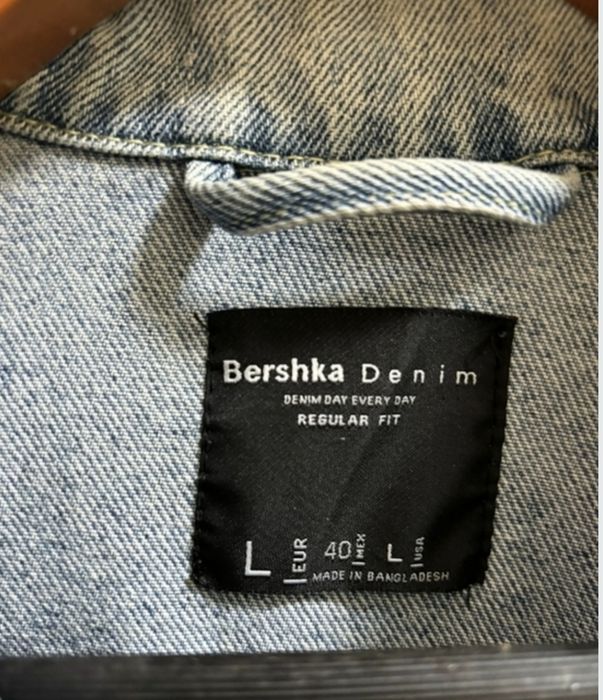 Bershka Denim
DENIM DAY EVERY DAY
REGULAR FIT
L EUR 40 MEX L USA
MADE IN BANGLADESH